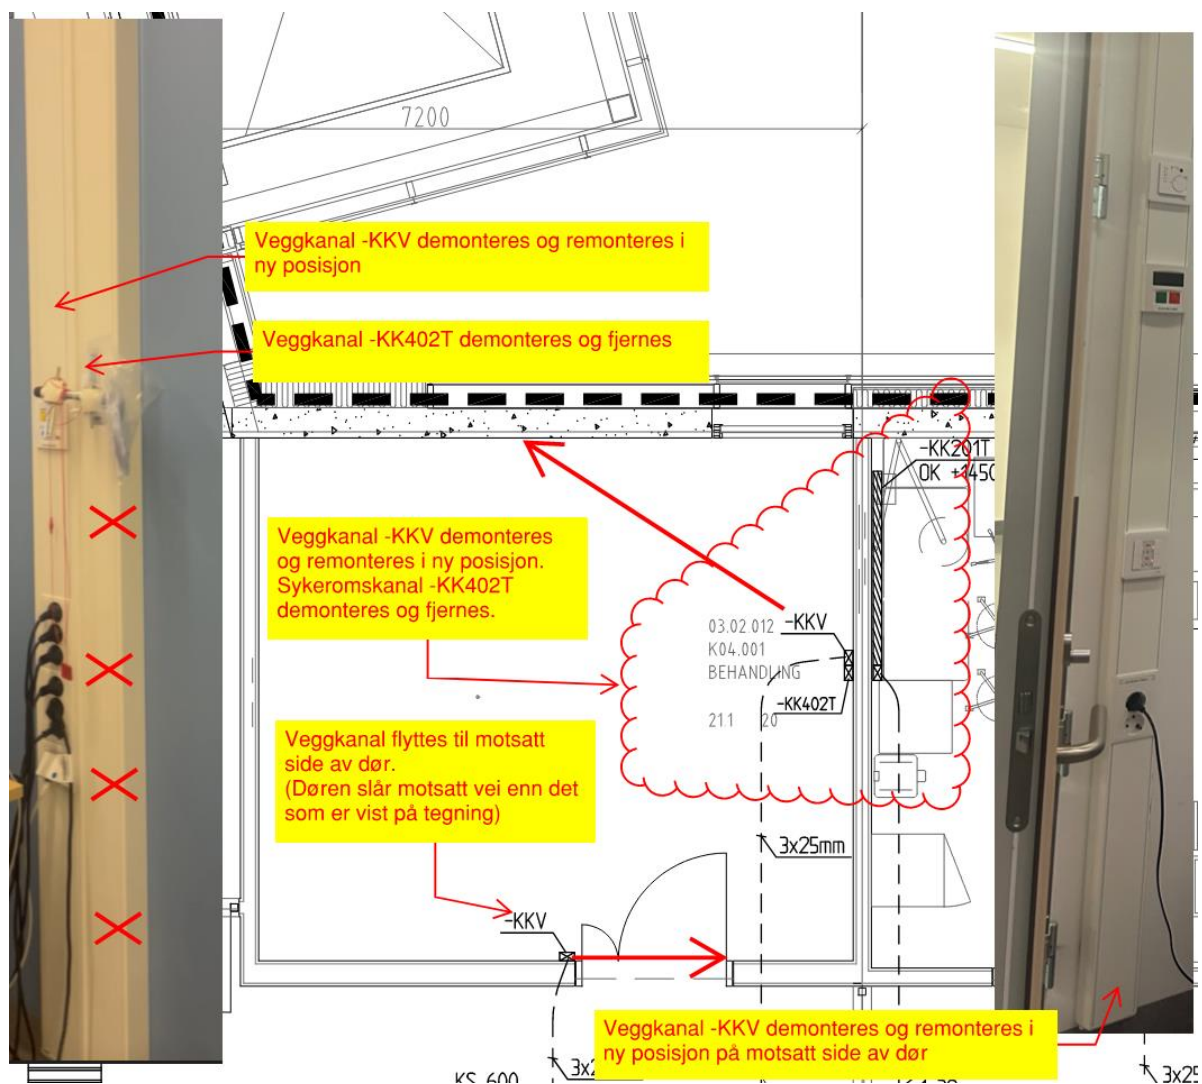 7200
Veggkanal -KKV demonteres og remonteres i
ny posisjon
Veggkanal -KK402T demonteres og fjernes
-KK201T
OK +1450
Veggkanal -KKV demonteres
og remonteres i ny posisjon.
Sykeromskanal -KK402T
demonteres og fjernes.
03.02.012
K04.001
BEHANDLING
21.1 20
-KKV
-KK402T
Veggkanal flyttes til motsatt
side av dør.
(Døren slår motsatt vei enn det
som er vist på tegning)
3x25mm
-KKV
Veggkanal -KKV demonteres og remonteres i
ny posisjon på motsatt side av dør
KS 600
3x2
3x25